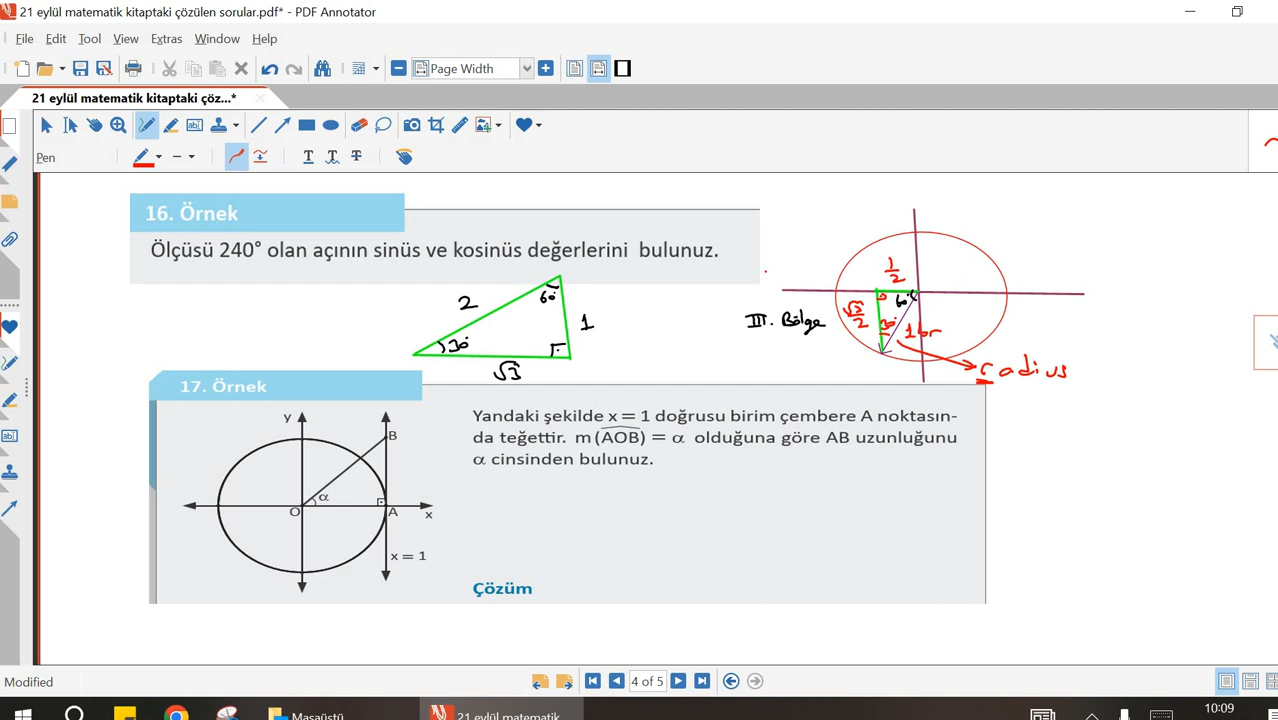 21 eylül matematik kitaptaki çözülen sorular.pdf* - PDF Annotator
File Edit Tool View Extras Window Help
Page Width
21 eylül matematik kitaptaki çöz...*
Pen
16. Örnek
Ölçüsü 240° olan açının sinüs ve kosinüs değerlerini bulunuz.
2
60°
30°
1
√3
III. Bölge
1/2
√3/2
60°
30°
1br
radius
17. Örnek
y
B
α
O
A
x
x = 1
Yandaki şekilde x = 1 doğrusu birim çembere A noktasın-
da teğettir. m (AOB) = α olduğuna göre AB uzunluğunu
α cinsinden bulunuz.
Çözüm
4 of 5
Modified
Masaüstü
21 eylül matematik
10:09